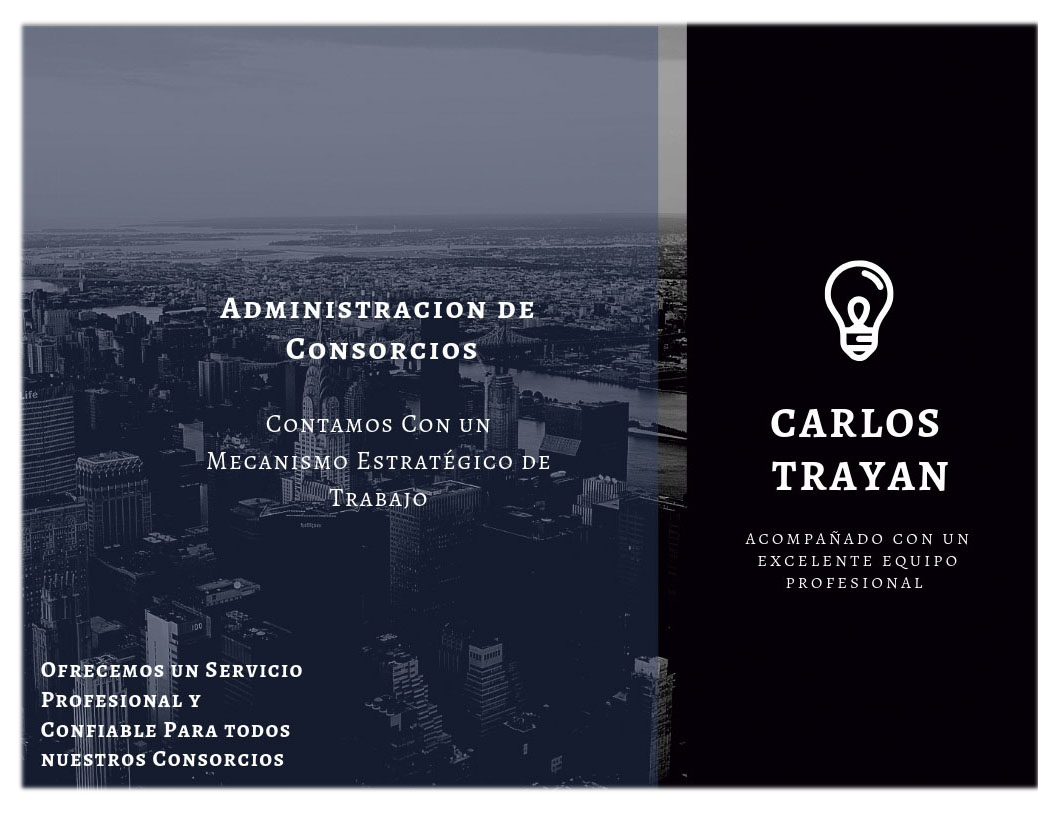 Administracion de
Consorcios
Contamos Con un
Mecanismo Estratégico de
Trabajo
Ofrecemos un Servicio
Profesional y
Confiable Para todos
nuestros Consorcios
CARLOS
TRAYAN
ACOMPAÑADO CON UN
EXCELENTE EQUIPO
PROFESIONAL